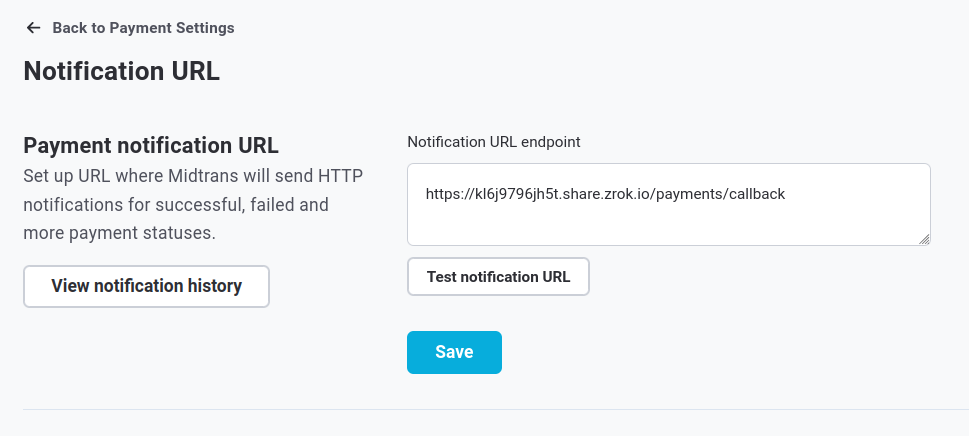 Back to Payment Settings
Notification URL
Payment notification URL
Set up URL where Midtrans will send HTTP
notifications for successful, failed and
more payment statuses.
View notification history
Notification URL endpoint
https://kl6j9796jh5t.share.zrok.io/payments/callback
Test notification URL
Save